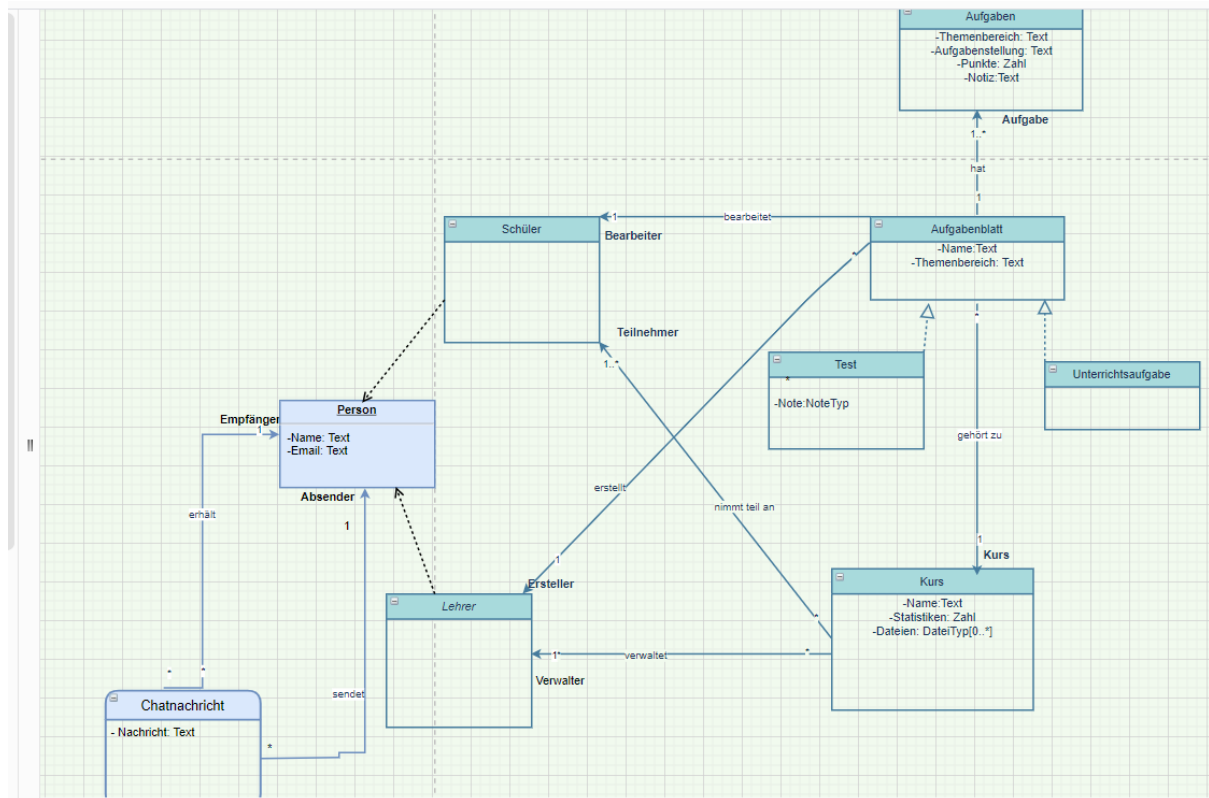 Aufgaben
-Themenbereich: Text
-Aufgabenstellung: Text
-Punkte: Zahl
-Notiz:Text
Aufgabe
1..*
hat
1
Schüler
1
bearbeitet
Bearbeiter
Aufgabenblatt
-Name:Text
-Themenbereich: Text
*
*
Teilnehmer
1..*
Test
*
-Note:NoteTyp
Unterrichtsaufgabe
Person
-Name: Text
-Email: Text
Empfänger
1
gehört zu
Absender
1
erhält
erstellt
nimmt teil an
1
Kurs
1
Ersteller
Lehrer
Kurs
-Name:Text
-Statistiken: Zahl
-Dateien: DateiTyp[0..*]
*
1*
verwaltet
*
Verwalter
*
*
sendet
Chatnachricht
- Nachricht: Text
*